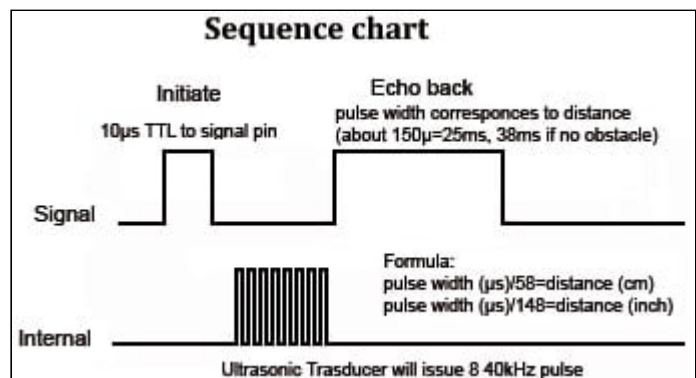 Sequence chart
Initiate
10μs TTL to signal pin
Echo back
pulse width corresponces to distance
(about 150μ=25ms, 38ms if no obstacle)
Signal
Formula:
pulse width (μs)/58=distance (cm)
pulse width (μs)/148=distance (inch)
Internal
Ultrasonic Trasducer will issue 8 40kHz pulse